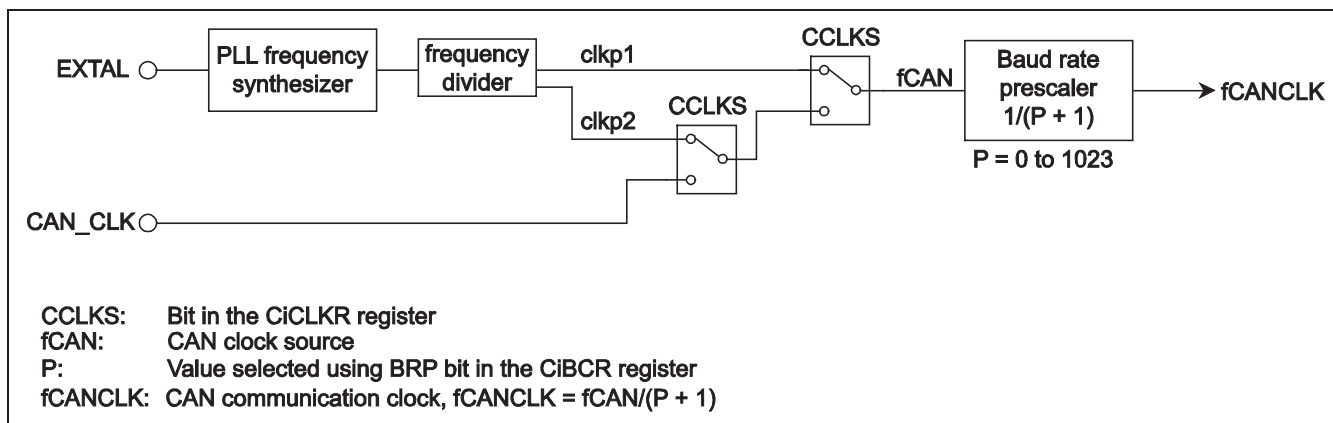 CCLKS
PLL frequency
synthesizer
frequency
divider
clkp1
Baud rate
prescaler
1/(P + 1)
EXTAL
fCAN
fCANCLK
CCLKS
clkp2
P = 0 to 1023
CAN_CLK
CCLKS: Bit in the CiCLKR register
fCAN: CAN clock source
P: Value selected using BRP bit in the CiBCR register
fCANCLK: CAN communication clock, fCANCLK = fCAN/(P + 1)